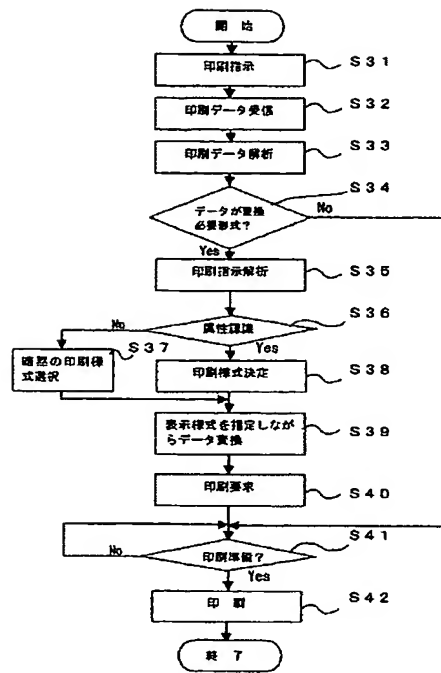 開 始
印刷指示
S31
印刷データ受信
S32
印刷データ解析
S33
データが変換
必要形式?
S34
No
Yes
印刷指示解析
S35
属性認識
S36
No
Yes
暗黙の印刷様
式選択
S37
印刷様式決定
S38
表示様式を指定しなが
らデータ変換
S39
印刷要求
S40
印刷準備?
S41
No
Yes
印 刷
S42
終 了